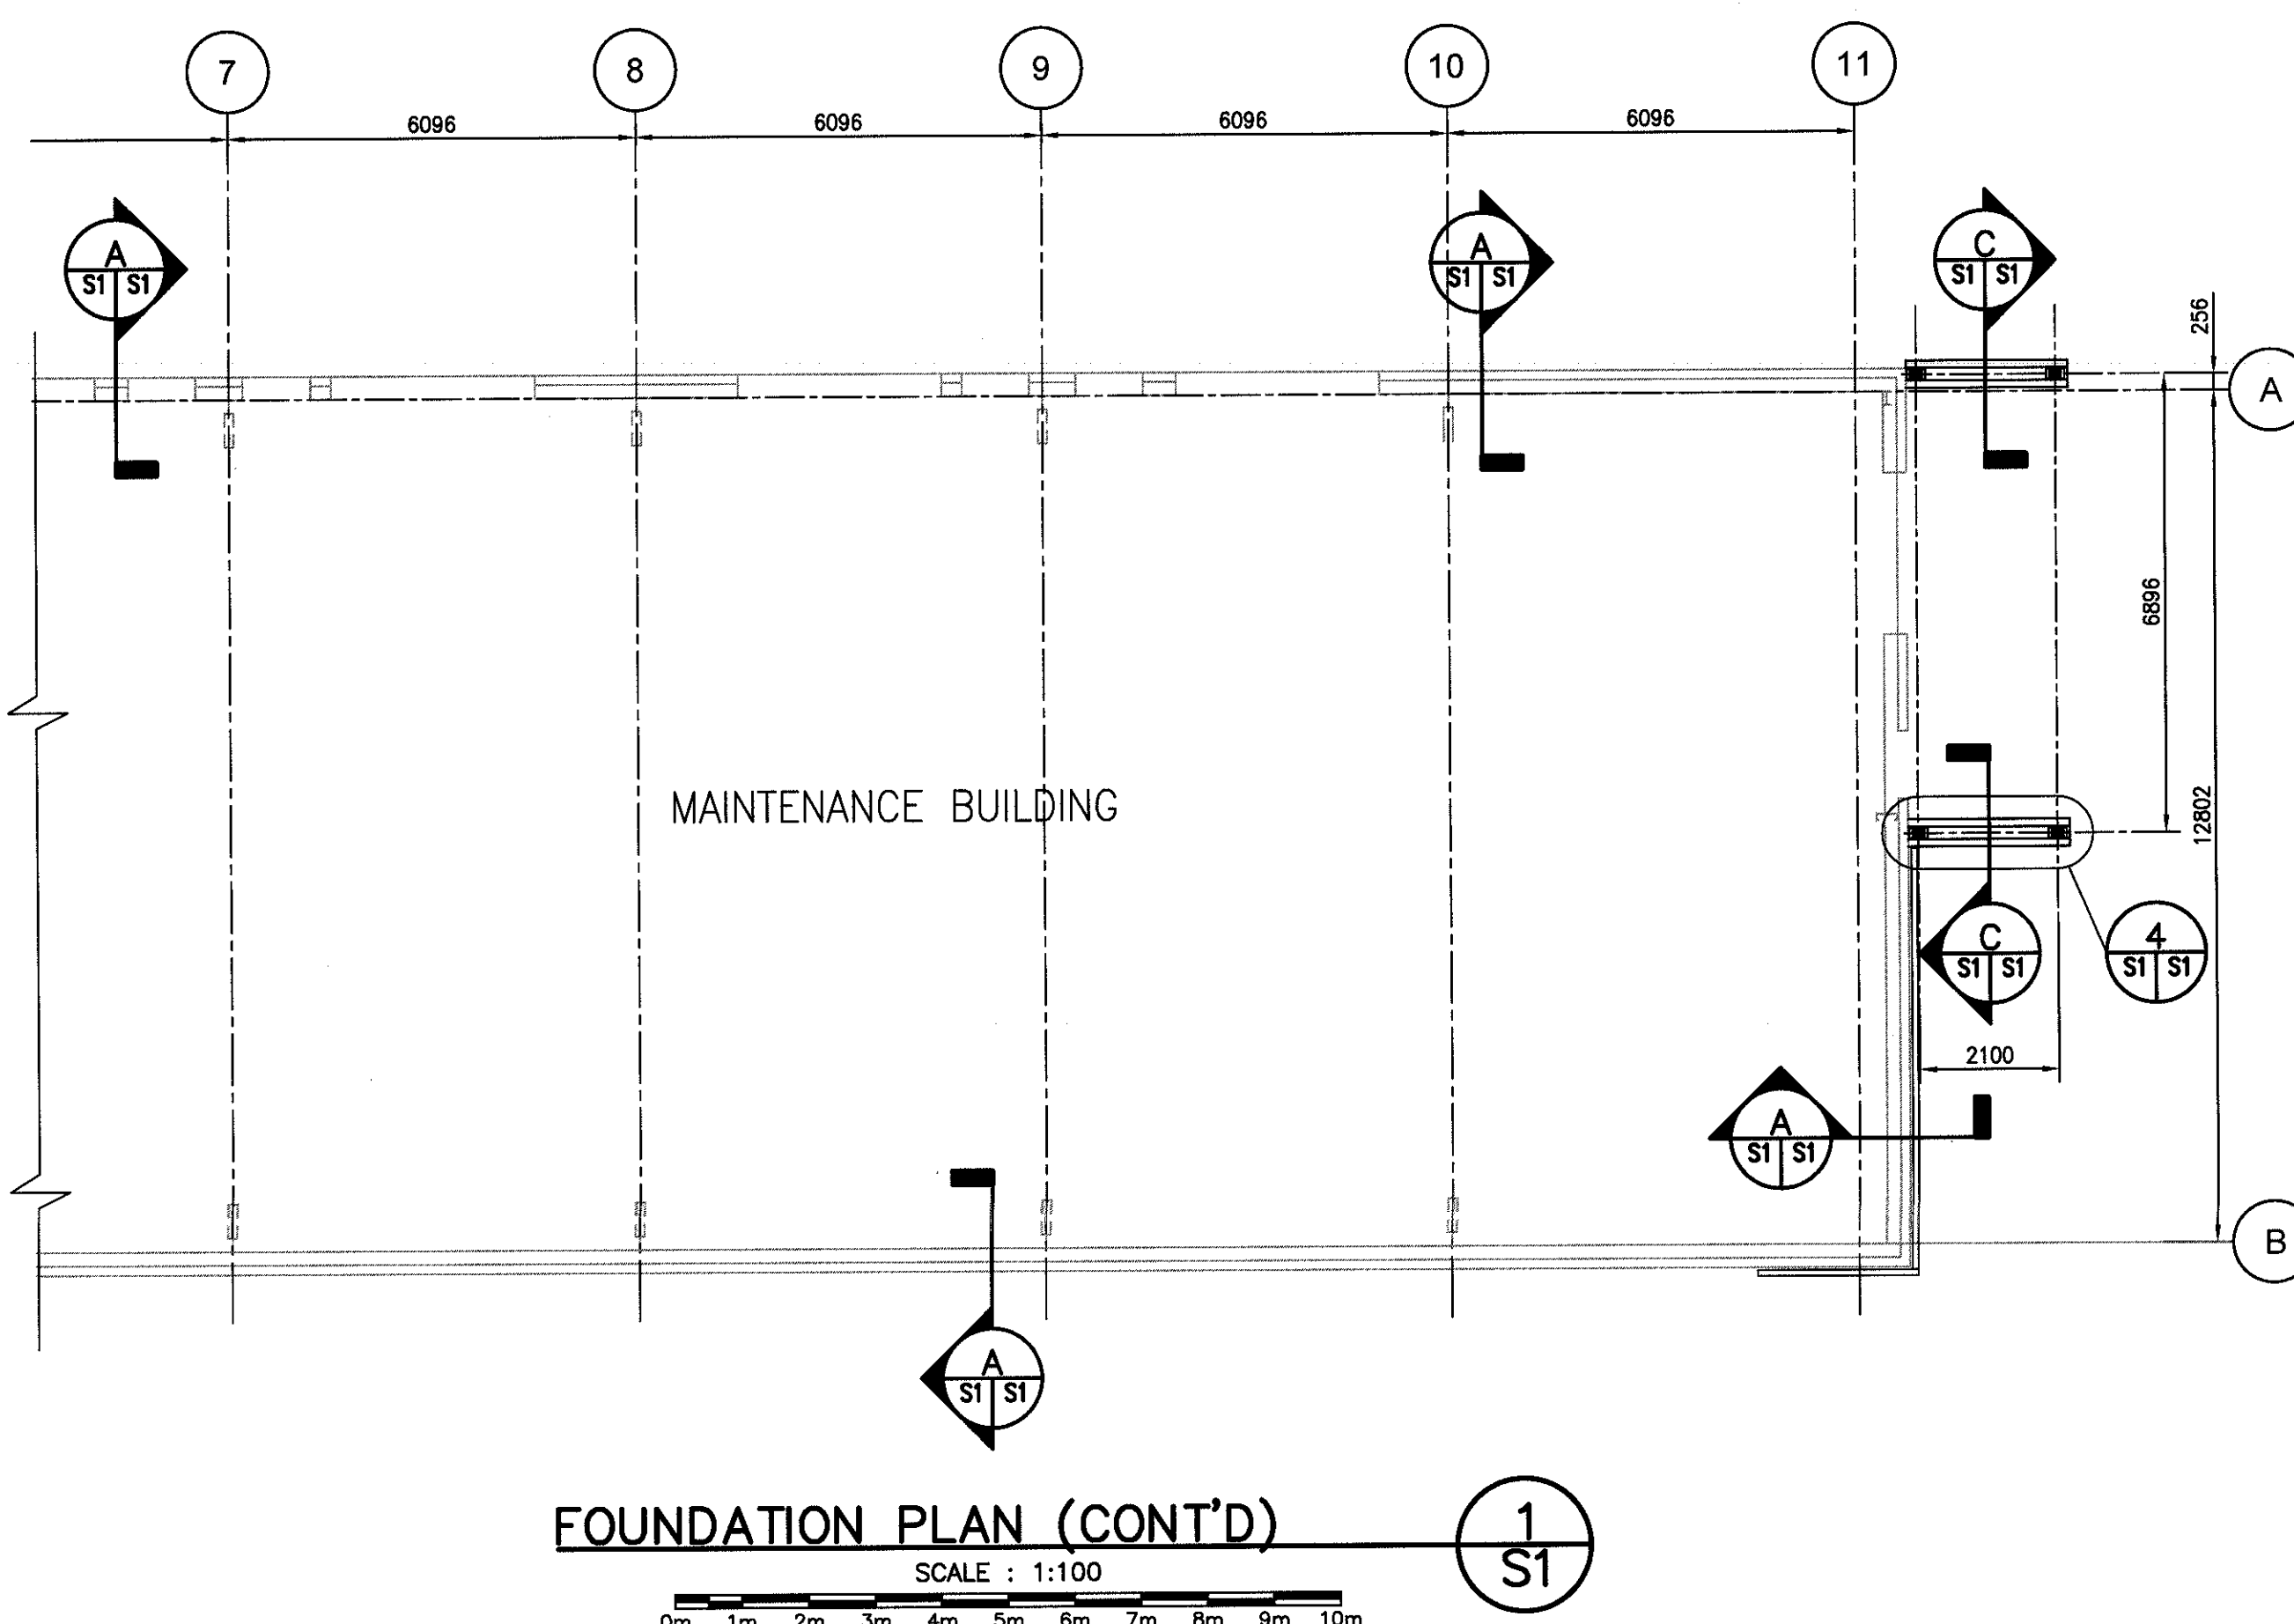 7
8
9
10
11
6096
6096
6096
6096
A
S1 S1
A
S1 S1
C
S1 S1
256
A
6896
MAINTENANCE BUILDING
12802
C
S1 S1
4
S1 S1
2100
A
S1 S1
B
A
S1 S1
FOUNDATION PLAN (CONT'D)
1
S1
SCALE : 1:100
0m 1m 2m 3m 4m 5m 6m 7m 8m 9m 10m